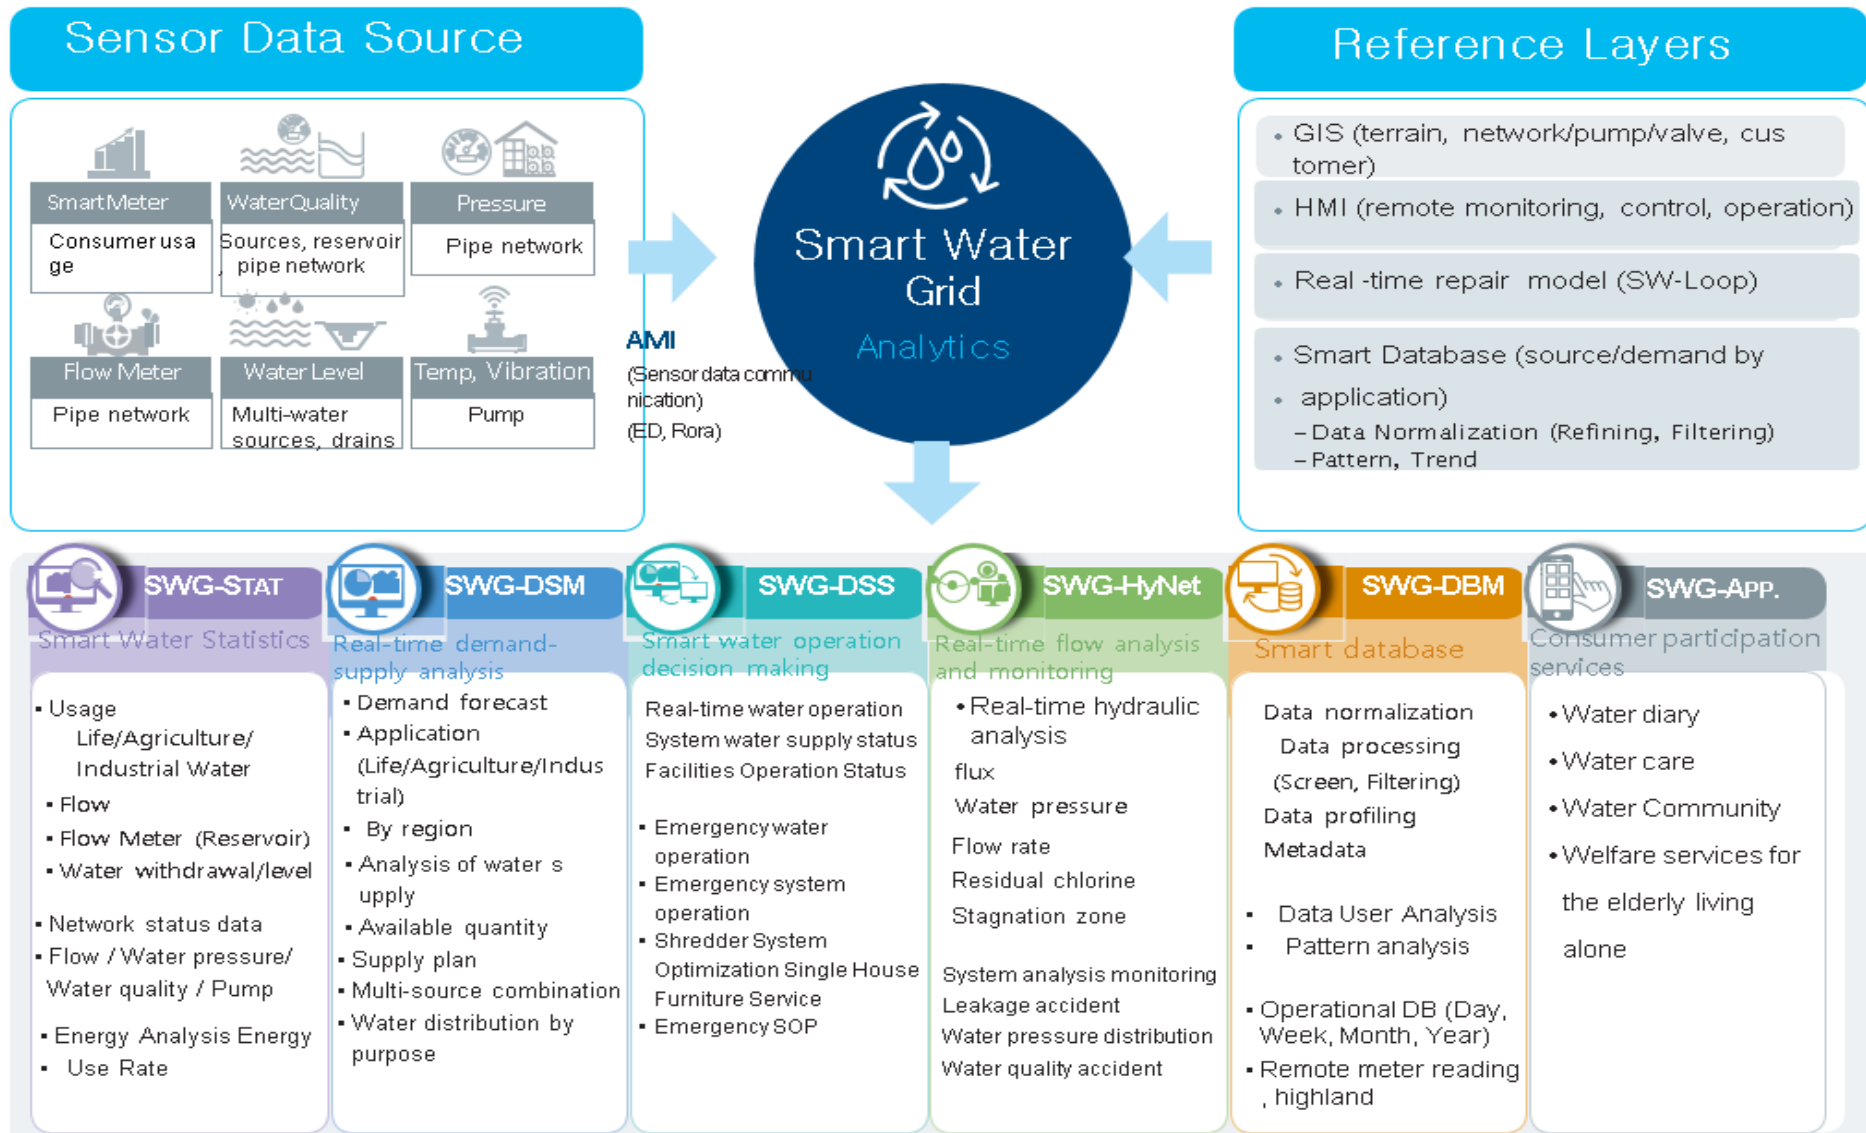 Sensor Data Source
Reference Layers
SmartMeter
Consumer usa
ge
WaterQuality
Sources, reservoir
, pipe network
Pressure
Pipe network
Flow Meter
Pipe network
Water Level
Multi-water
sources, drains
Temp, Vibration
Pump
AMI
(Sensor data commu
nication)
(ED, Rora)
Smart Water
Grid
Analytics
• GIS (terrain, network/pump/valve, cus
tomer)
• HMI (remote monitoring, control, operation)
• Real -time repair model (SW-Loop)
• Smart Database (source/demand by
• application)
– Data Normalization (Refining, Filtering)
– Pattern, Trend
SWG-STAT
Smart Water Statistics
▪ Usage
Life/Agriculture/
Industrial Water
▪ Flow
▪ Flow Meter (Reservoir)
▪ Water withdrawal/level
▪ Network status data
▪ Flow / Water pressure/
Water quality / Pump
▪ Energy Analysis Energy
▪ Use Rate
SWG-DSM
Real-time demand-
supply analysis
▪ Demand forecast
▪ Application
(Life/Agriculture/Indus
trial)
▪ By region
▪ Analysis of water s
upply
▪ Available quantity
▪ Supply plan
▪ Multi-source combination
▪ Water distribution by
purpose
SWG-DSS
Smart water operation
decision making
Real-time water operation
System water supply status
Facilities Operation Status
▪ Emergency water
operation
▪ Emergency system
operation
▪ Shredder System
Optimization Single House
Furniture Service
▪ Emergency SOP
SWG-HyNet
Real-time flow analysis
and monitoring
• Real-time hydraulic
analysis
flux
Water pressure
Flow rate
Residual chlorine
Stagnation zone
System analysis monitoring
Leakage accident
Water pressure distribution
Water quality accident
SWG-DBM
Smart database
Data normalization
Data processing
(Screen, Filtering)
Data profiling
Metadata
▪ Data User Analysis
▪ Pattern analysis
▪ Operational DB (Day,
Week, Month, Year)
▪ Remote meter reading
, highland
SWG-APP.
Consumer participation
services
• Water diary
• Water care
• Water Community
• Welfare services for
the elderly living
alone